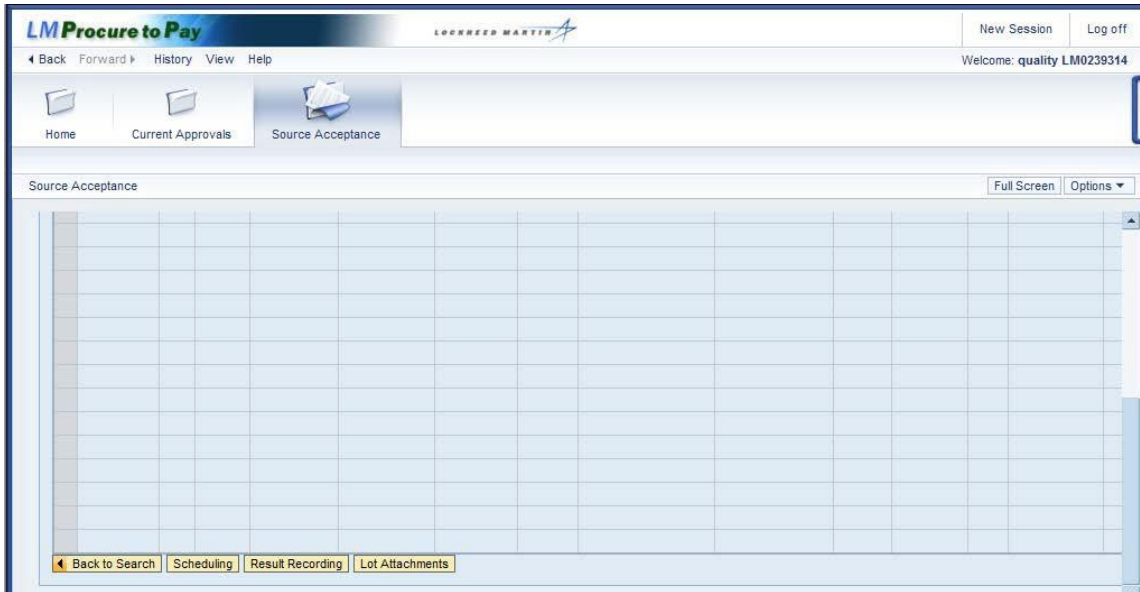 LM Procure to Pay LOCKHEED MARTIN New Session Log off
Back Forward History View Help Welcome: quality LM0239314
Home Current Approvals Source Acceptance
Source Acceptance Full Screen Options
Back to Search Scheduling Result Recording Lot Attachments